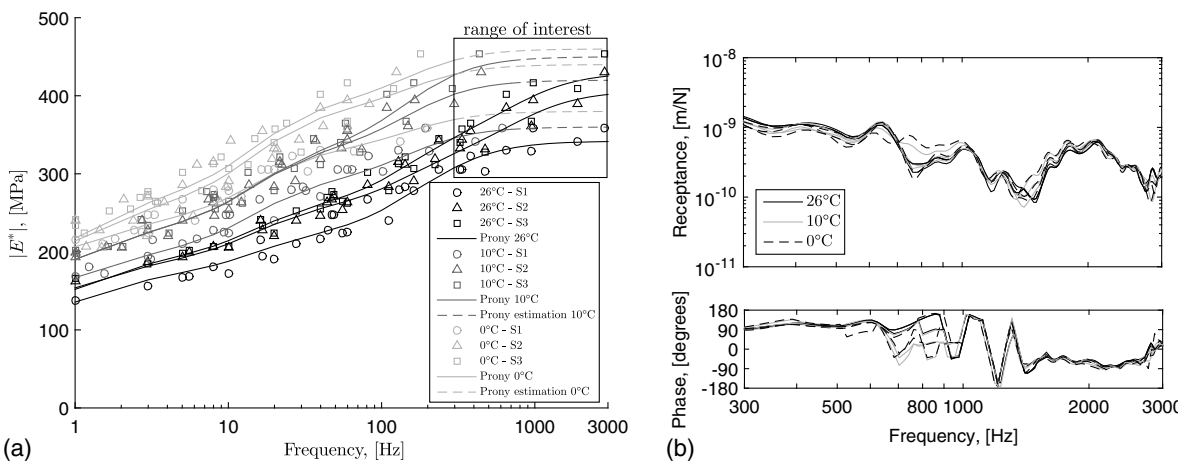 range of interest
500
400
300
200
100
0
|E*|, [MPa]
26°C - S1
26°C - S2
26°C - S3
Prony 26°C
10°C - S1
10°C - S2
10°C - S3
Prony 10°C
Prony estimation 10°C
0°C - S1
0°C - S2
0°C - S3
Prony 0°C
Prony estimation 0°C
1 10 100 1000 3000
Frequency, [Hz]
(a)
10-8
10-9
10-10
10-11
Receptance, [m/N]
26°C
10°C
0°C
180
90
0
-90
-180
Phase, [degrees]
300 500 800 1000 2000 3000
Frequency, [Hz]
(b)